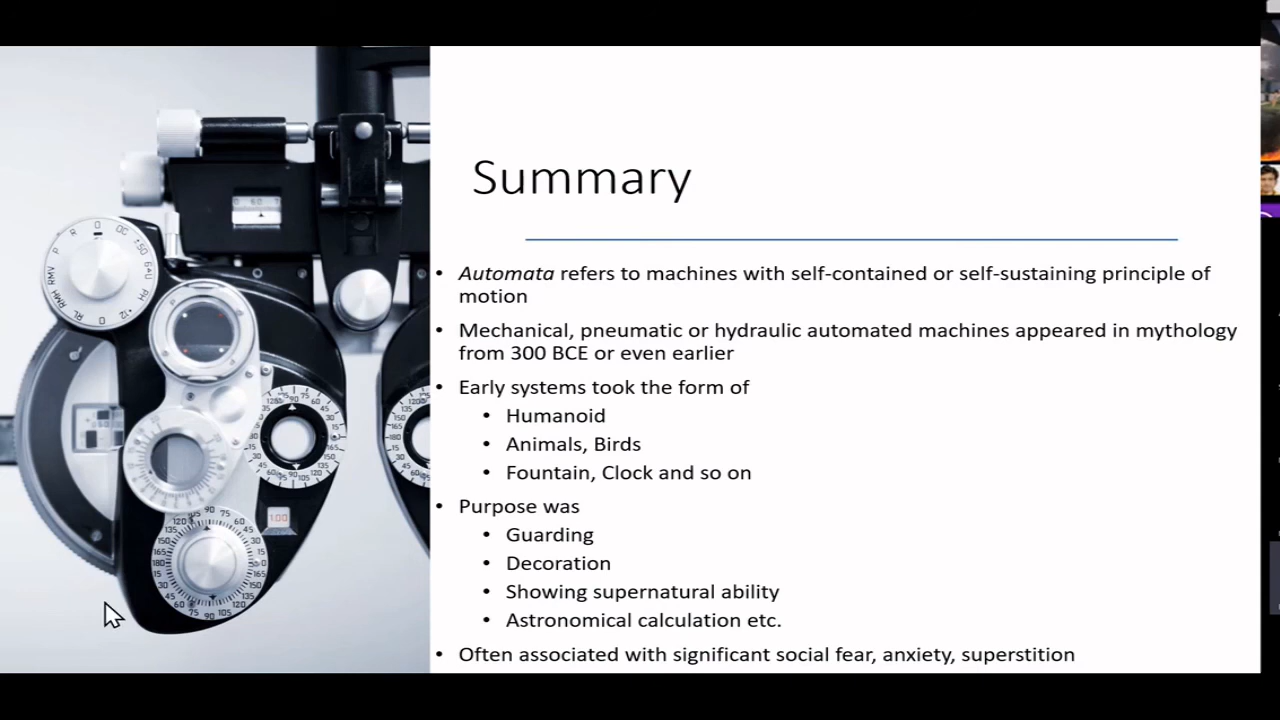 Summary
• Automata refers to machines with self-contained or self-sustaining principle of
motion
• Mechanical, pneumatic or hydraulic automated machines appeared in mythology
from 300 BCE or even earlier
• Early systems took the form of
• Humanoid
• Animals, Birds
• Fountain, Clock and so on
• Purpose was
• Guarding
• Decoration
• Showing supernatural ability
• Astronomical calculation etc.
• Often associated with significant social fear, anxiety, superstition